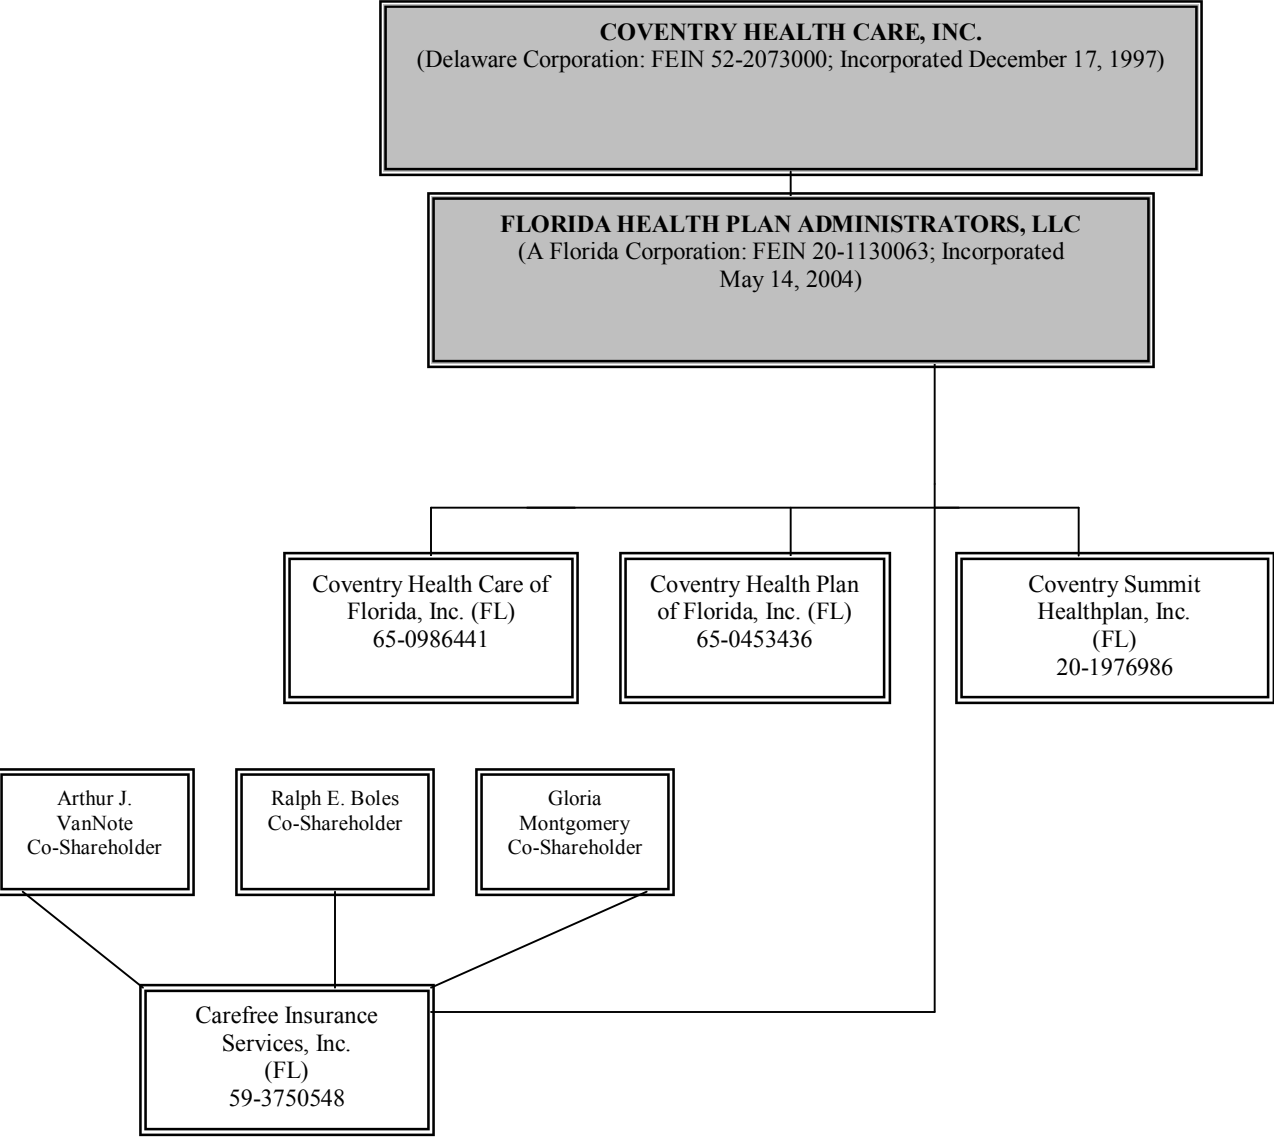 COVENTRY HEALTH CARE, INC.
(Delaware Corporation: FEIN 52-2073000; Incorporated December 17, 1997)
FLORIDA HEALTH PLAN ADMINISTRATORS, LLC
(A Florida Corporation: FEIN 20-1130063; Incorporated
May 14, 2004)
Coventry Health Care of
Florida, Inc. (FL)
65-0986441
Coventry Health Plan
of Florida, Inc. (FL)
65-0453436
Coventry Summit
Healthplan, Inc.
(FL)
20-1976986
Arthur J.
VanNote
Co-Shareholder
Ralph E. Boles
Co-Shareholder
Gloria
Montgomery
Co-Shareholder
Carefree Insurance
Services, Inc.
(FL)
59-3750548